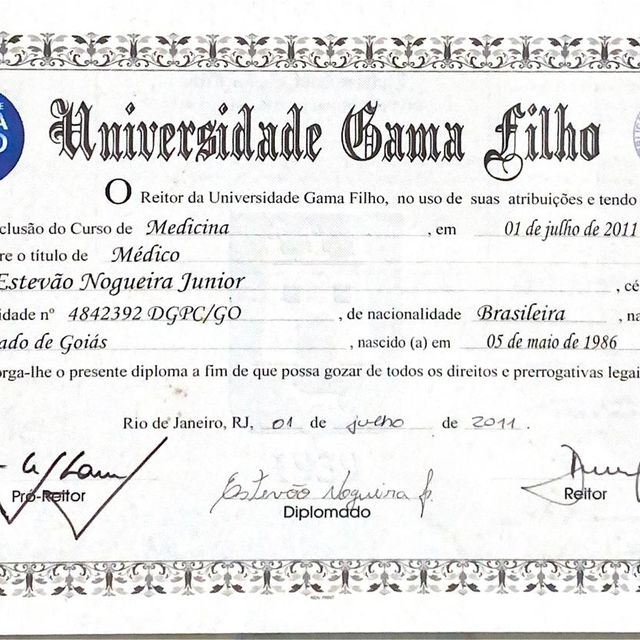 Universidade Gama Filho
O Reitor da Universidade Gama Filho, no uso de suas atribuições e tendo
clusão do Curso de Medicina , em 01 de julho de 2011
re o título de Médico
Estevão Nogueira Junior , cé
idade nº 4842392 DGPC/GO , de nacionalidade Brasileira , na
ado de Goiás , nascido (a) em 05 de maio de 1986
orga-lhe o presente diploma a fim de que possa gozar de todos os direitos e prerrogativas legai
Rio de Janeiro, RJ, 01 de julho de 2011.
Estevão Nogueira Jr.
Pró-Reitor Diplomado Reitor